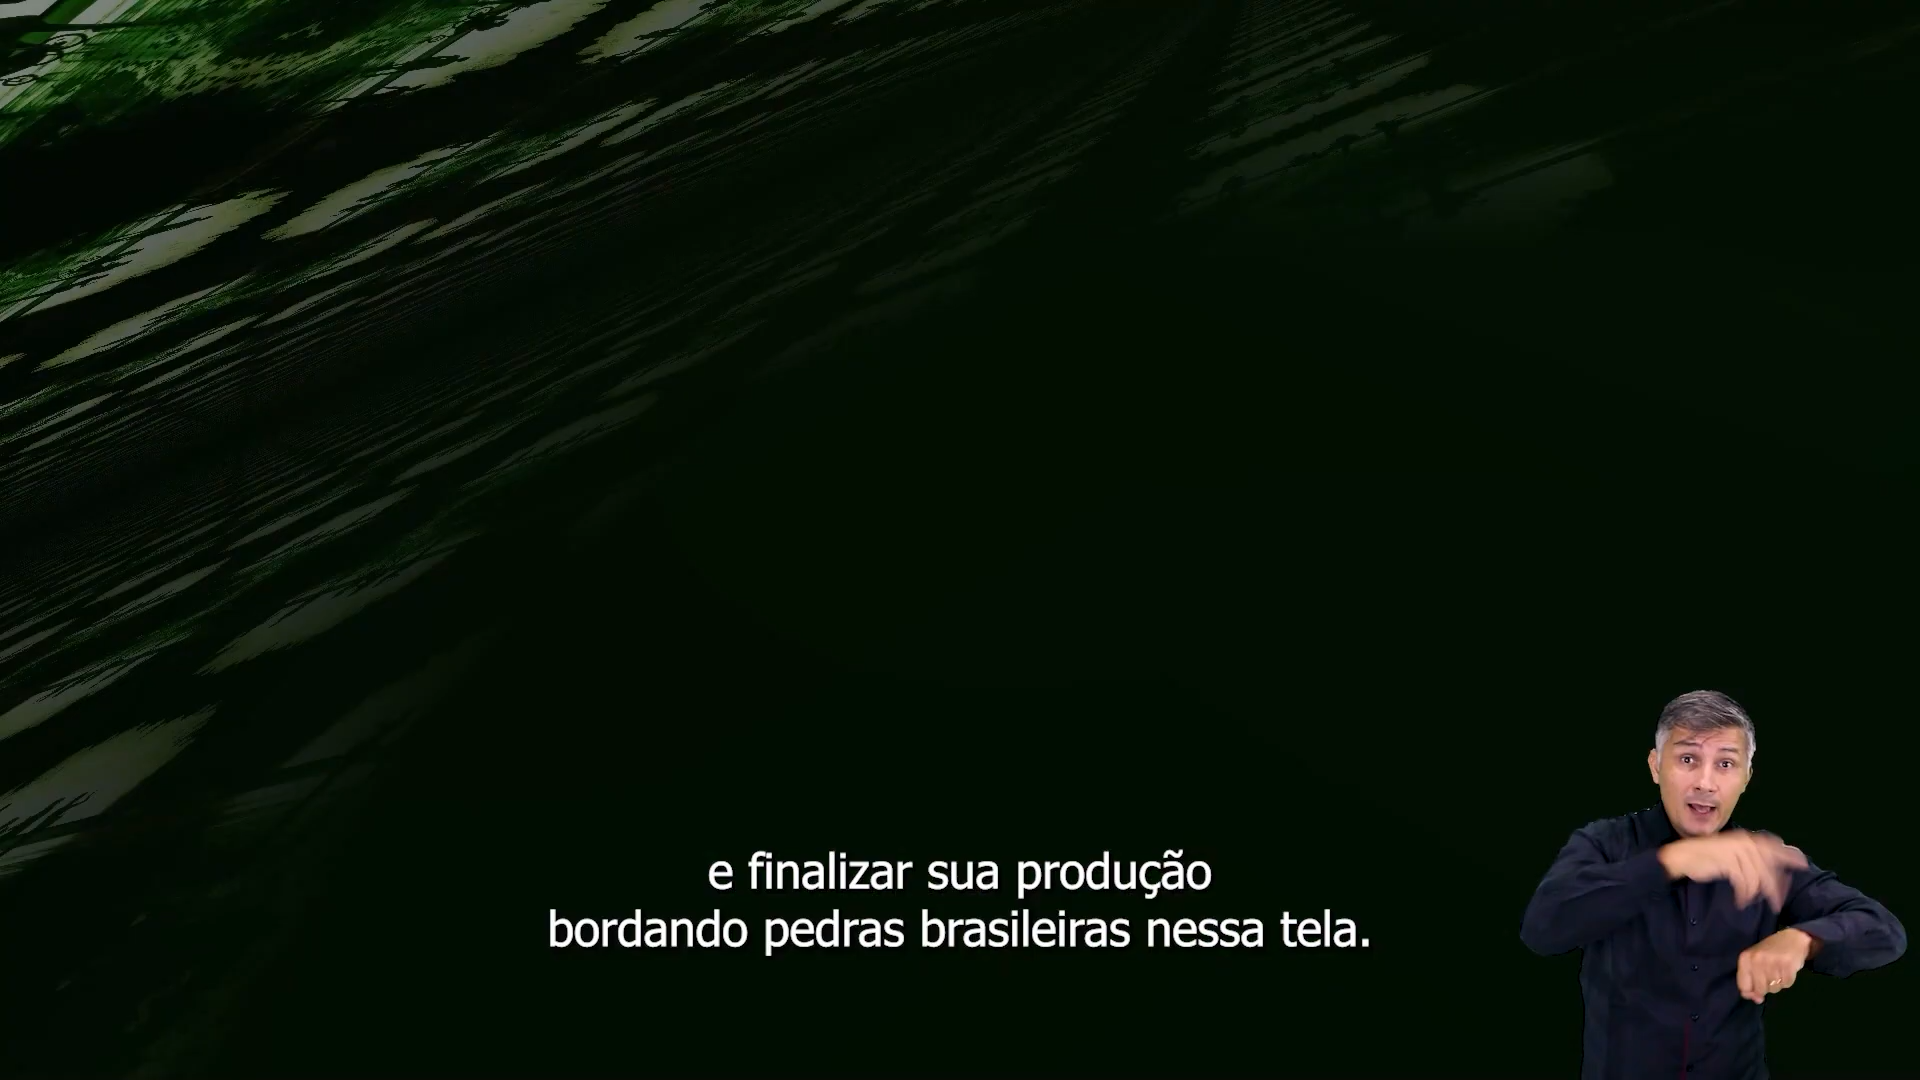 e finalizar sua produção
bordando pedras brasileiras nessa tela.